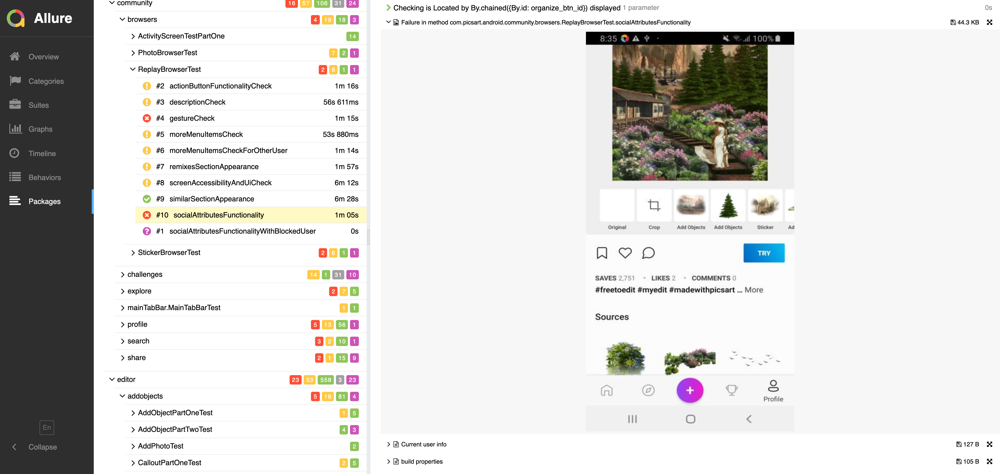 Allure
Overview
Categories
Suites
Graphs
Timeline
Behaviors
Packages
En
Collapse
community 16 57 106 31 24
browsers 4 19 18 3
ActivityScreenTestPartOne 14
PhotoBrowserTest 7 2 1
ReplayBrowserTest 2 6 1 1
#2 actionButtonFunctionalityCheck 1m 16s
#3 descriptionCheck 56s 611ms
#4 gestureCheck 1m 15s
#5 moreMenuItemsCheck 53s 880ms
#6 moreMenuItemsCheckForOtherUser 1m 14s
#7 remixesSectionAppearance 1m 57s
#8 screenAccessibilityAndUiCheck 6m 12s
#9 similarSectionAppearance 6m 28s
#10 socialAttributesFunctionality 1m 05s
#1 socialAttributesFunctionalityWithBlockedUser 0s
StickerBrowserTest 2 6 1 1
challenges 14 1 31 10
explore 2 7 5
mainTabBar.MainTabBarTest 1 1
profile 5 13 56 1
search 3 2 10 1
share 2 1 15 9
editor 23 53 558 3 23
addobjects 5 16 81 4
AddObjectPartOneTest 1 5
AddObjectPartTwoTest 4 3
AddPhotoTest 2
CalloutPartOneTest 2 5
Checking is Located by By.chained({By.id: organize_btn_id}) displayed 1 parameter 0s
Failure in method com.picsart.android.community.browsers.ReplayBrowserTest.socialAttributesFunctionality 44.3 KB
8:35 100%
Original Crop Add Objects Add Objects Sticker Ad
TRY
SAVES 2,751 • LIKES 2 • COMMENTS 0
#freetoedit #myedit #madewithpicsart ... More
Sources
Profile
Current user info 127 B
build properties 105 B